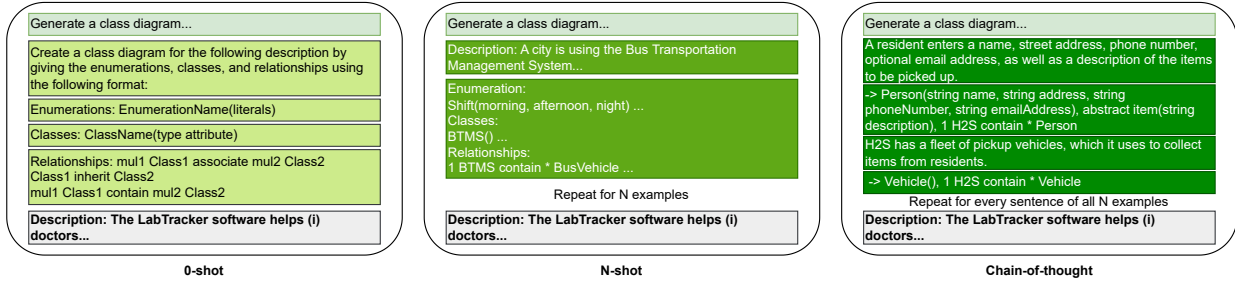 Generate a class diagram...
Create a class diagram for the following description by
giving the enumerations, classes, and relationships using
the following format:
Enumerations: EnumerationName(literals)
Classes: ClassName(type attribute)
Relationships: mul1 Class1 associate mul2 Class2
Class1 inherit Class2
mul1 Class1 contain mul2 Class2
Description: The LabTracker software helps (i)
doctors...
0-shot
Generate a class diagram...
Description: A city is using the Bus Transportation
Management System...
Enumeration:
Shift(morning, afternoon, night) ...
Classes:
BTMS() ...
Relationships:
1 BTMS contain * BusVehicle ...
Repeat for N examples
Description: The LabTracker software helps (i)
doctors...
N-shot
Generate a class diagram...
A resident enters a name, street address, phone number,
optional email address, as well as a description of the items
to be picked up.
-> Person(string name, string address, string
phoneNumber, string emailAddress), abstract item(string
description), 1 H2S contain * Person
H2S has a fleet of pickup vehicles, which it uses to collect
items from residents.
-> Vehicle(), 1 H2S contain * Vehicle
Repeat for every sentence of all N examples
Description: The LabTracker software helps (i)
doctors...
Chain-of-thought